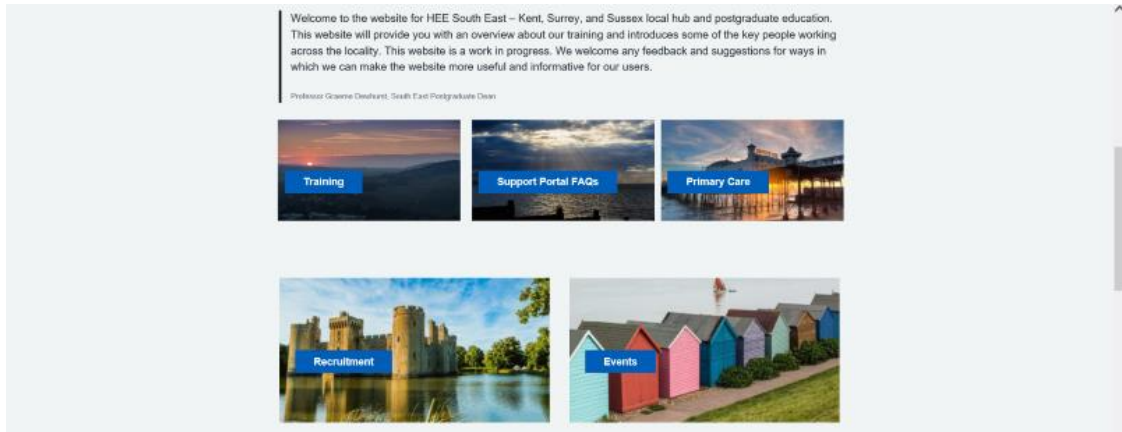 Welcome to the website for HEE South East – Kent, Surrey, and Sussex local hub and postgraduate education.
This website will provide you with an overview about our training and introduces some of the key people working
across the locality. This website is a work in progress. We welcome any feedback and suggestions for ways in
which we can make the website more useful and informative for our users.
Professor Graeme Dewhurst, South East Postgraduate Dean
Training
Support Portal FAQs
Primary Care
Recruitment
Events